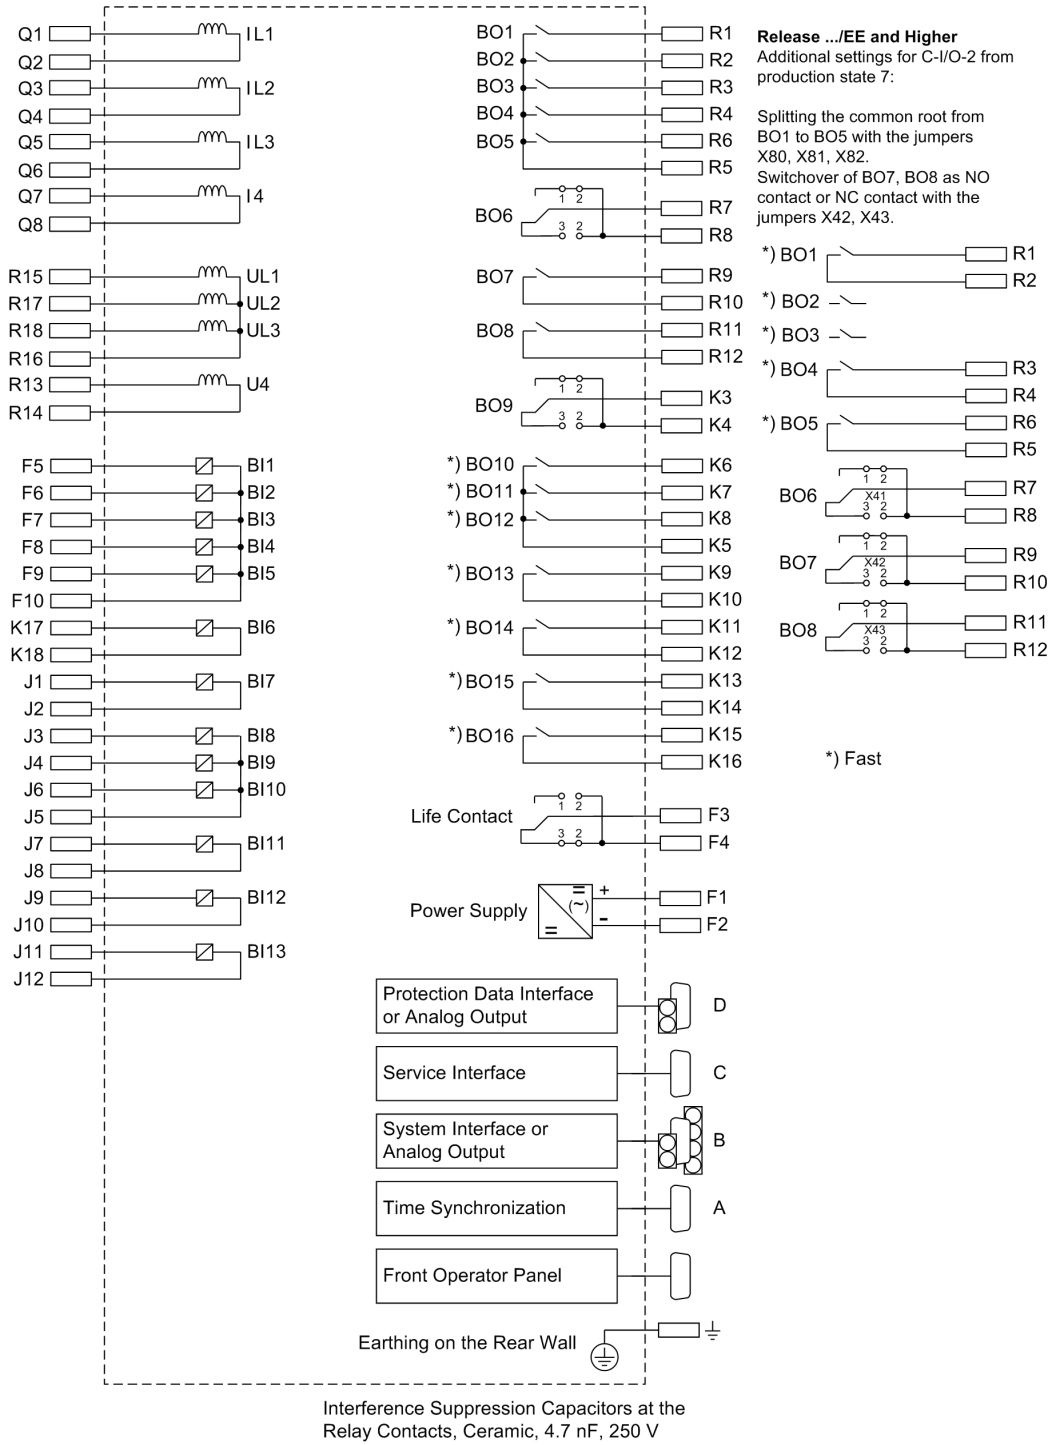 Q1 IL1
Q2
Q3 IL2
Q4
Q5 IL3
Q6
Q7 I4
Q8
R15 UL1
R17 UL2
R18 UL3
R16
R13 U4
R14
F5 BI1
F6 BI2
F7 BI3
F8 BI4
F9 BI5
F10
K17 BI6
K18
J1 BI7
J2
J3 BI8
J4 BI9
J6 BI10
J5
J7 BI11
J8
J9 BI12
J10
J11 BI13
J12
BO1 R1
BO2 R2
BO3 R3
BO4 R4
BO5 R6
R5
1 2
BO6 R7
3 2
R8
BO7 R9
R10
BO8 R11
R12
1 2
BO9 K3
3 2
K4
*) BO10 K6
*) BO11 K7
*) BO12 K8
K5
*) BO13 K9
K10
*) BO14 K11
K12
*) BO15 K13
K14
*) BO16 K15
K16
1 2
Life Contact F3
3 2
F4
Power Supply = (~) = + F1
- F2
Protection Data Interface
or Analog Output
D
Service Interface C
System Interface or
Analog Output
B
Time Synchronization A
Front Operator Panel
Earthing on the Rear Wall
Interference Suppression Capacitors at the
Relay Contacts, Ceramic, 4.7 nF, 250 V
Release .../EE and Higher
Additional settings for C-I/O-2 from
production state 7:
Splitting the common root from
BO1 to BO5 with the jumpers
X80, X81, X82.
Switchover of BO7, BO8 as NO
contact or NC contact with the
jumpers X42, X43.
*) BO1 R1
R2
*) BO2
*) BO3
*) BO4 R3
R4
*) BO5 R6
R5
1 2
BO6 X41 R7
3 2
R8
1 2
BO7 X42 R9
3 2
R10
1 2
BO8 X43 R11
3 2
R12
*) Fast